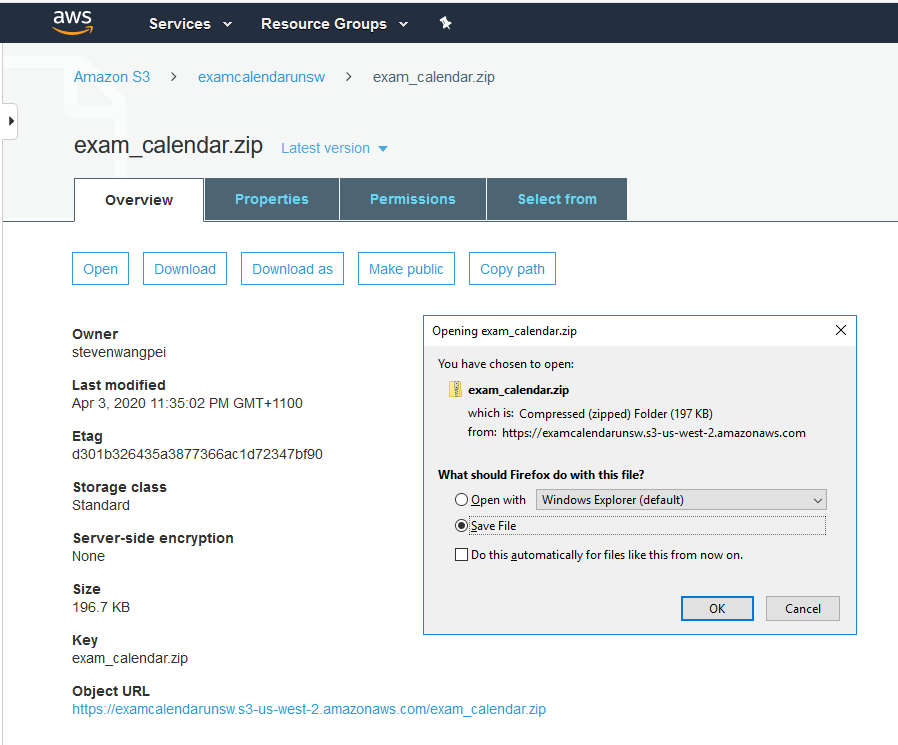 aws Services Resource Groups
Amazon S3 > examcalendarunsw > exam_calendar.zip
exam_calendar.zip Latest version
Overview Properties Permissions Select from
Open Download Download as Make public Copy path
Owner
stevenwangpei
Last modified
Apr 3, 2020 11:35:02 PM GMT+1100
Etag
d301b326435a3877366ac1d72347bf90
Storage class
Standard
Server-side encryption
None
Size
196.7 KB
Key
exam_calendar.zip
Object URL
https://examcalendarunsw.s3-us-west-2.amazonaws.com/exam_calendar.zip
Opening exam_calendar.zip
You have chosen to open:
exam_calendar.zip
which is: Compressed (zipped) Folder (197 KB)
from: https://examcalendarunsw.s3-us-west-2.amazonaws.com
What should Firefox do with this file?
Open with Windows Explorer (default)
Save File
Do this automatically for files like this from now on.
OK Cancel